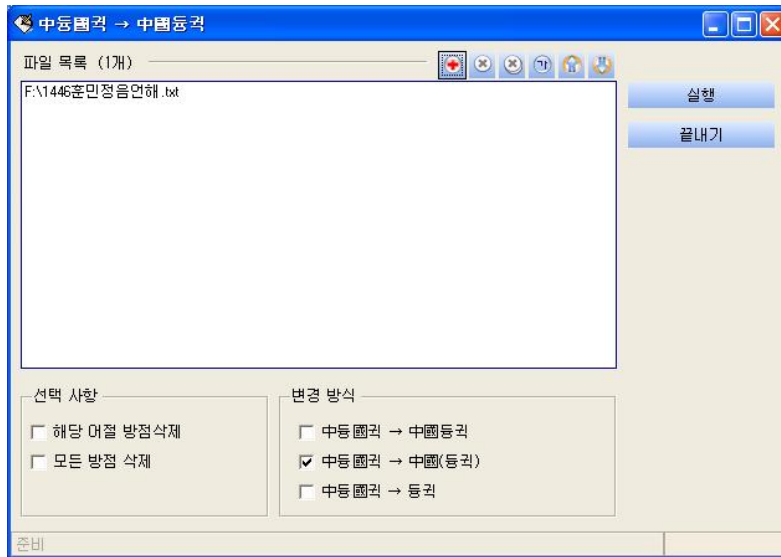 中듕國귁 → 中國듕귁
파일 목록 (1개)
가
F:\1446훈민정음언해.txt
실행
끝내기
선택 사항
해당 어절 방점삭제
모든 방점 삭제
변경 방식
中듕國귁 → 中國듕귁
中듕國귁 → 中國(듕귁)
中듕國귁 → 듕귁
준비